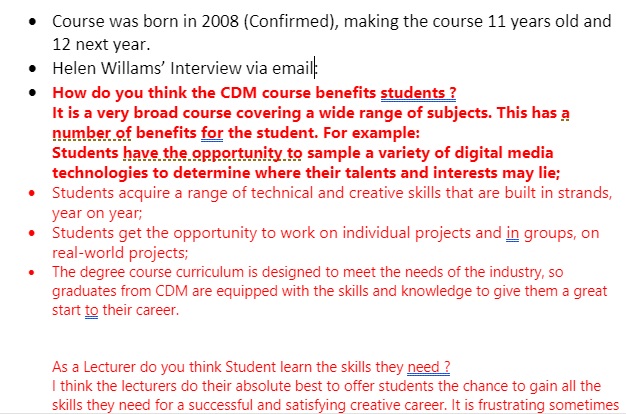 • Course was born in 2008 (Confirmed), making the course 11 years old and
12 next year.
• Helen Willams’ Interview via email:
• How do you think the CDM course benefits students ?
It is a very broad course covering a wide range of subjects. This has a
number of benefits for the student. For example:
Students have the opportunity to sample a variety of digital media
technologies to determine where their talents and interests may lie;
• Students acquire a range of technical and creative skills that are built in strands,
year on year;
• Students get the opportunity to work on individual projects and in groups, on
real-world projects;
• The degree course curriculum is designed to meet the needs of the industry, so
graduates from CDM are equipped with the skills and knowledge to give them a great
start to their career.
As a Lecturer do you think Student learn the skills they need ?
I think the lecturers do their absolute best to offer students the chance to gain all the
skills they need for a successful and satisfying creative career. It is frustrating sometimes